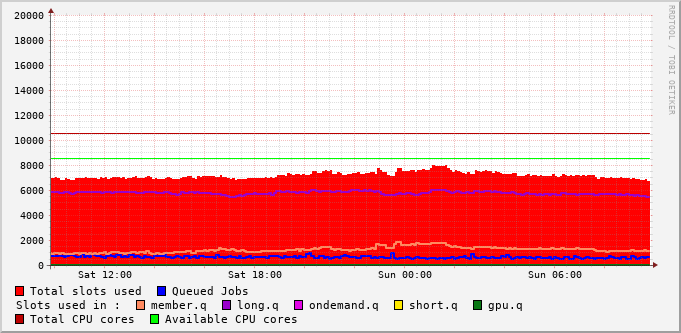 20000
18000
16000
14000
12000
10000
8000
6000
4000
2000
0
Sat 12:00 Sat 18:00 Sun 00:00 Sun 06:00
Total slots used Queued Jobs
Slots used in : member.q long.q ondemand.q short.q gpu.q
Total CPU cores Available CPU cores
RRDTOOL / TOBI OETIKER